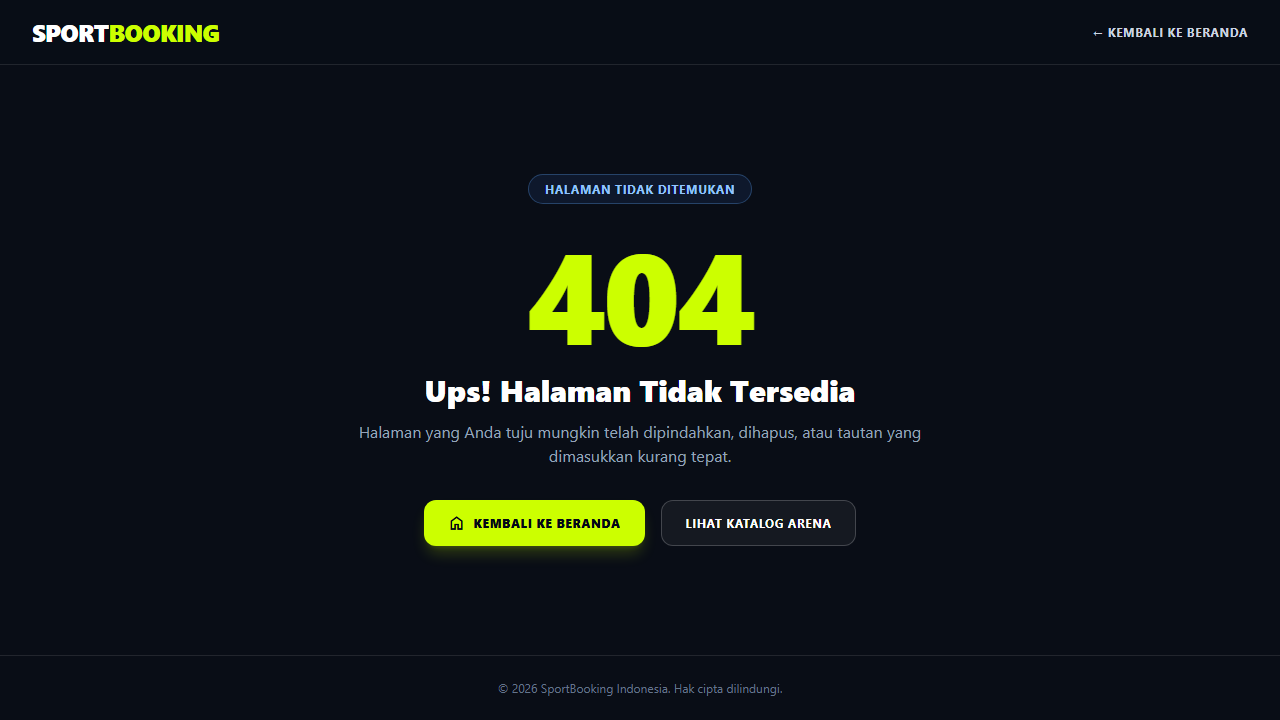 SPORTBOOKING
← KEMBALI KE BERANDA
HALAMAN TIDAK DITEMUKAN
404
Ups! Halaman Tidak Tersedia
Halaman yang Anda tuju mungkin telah dipindahkan, dihapus, atau tautan yang
dimasukkan kurang tepat.
KEMBALI KE BERANDA
LIHAT KATALOG ARENA
© 2026 SportBooking Indonesia. Hak cipta dilindungi.